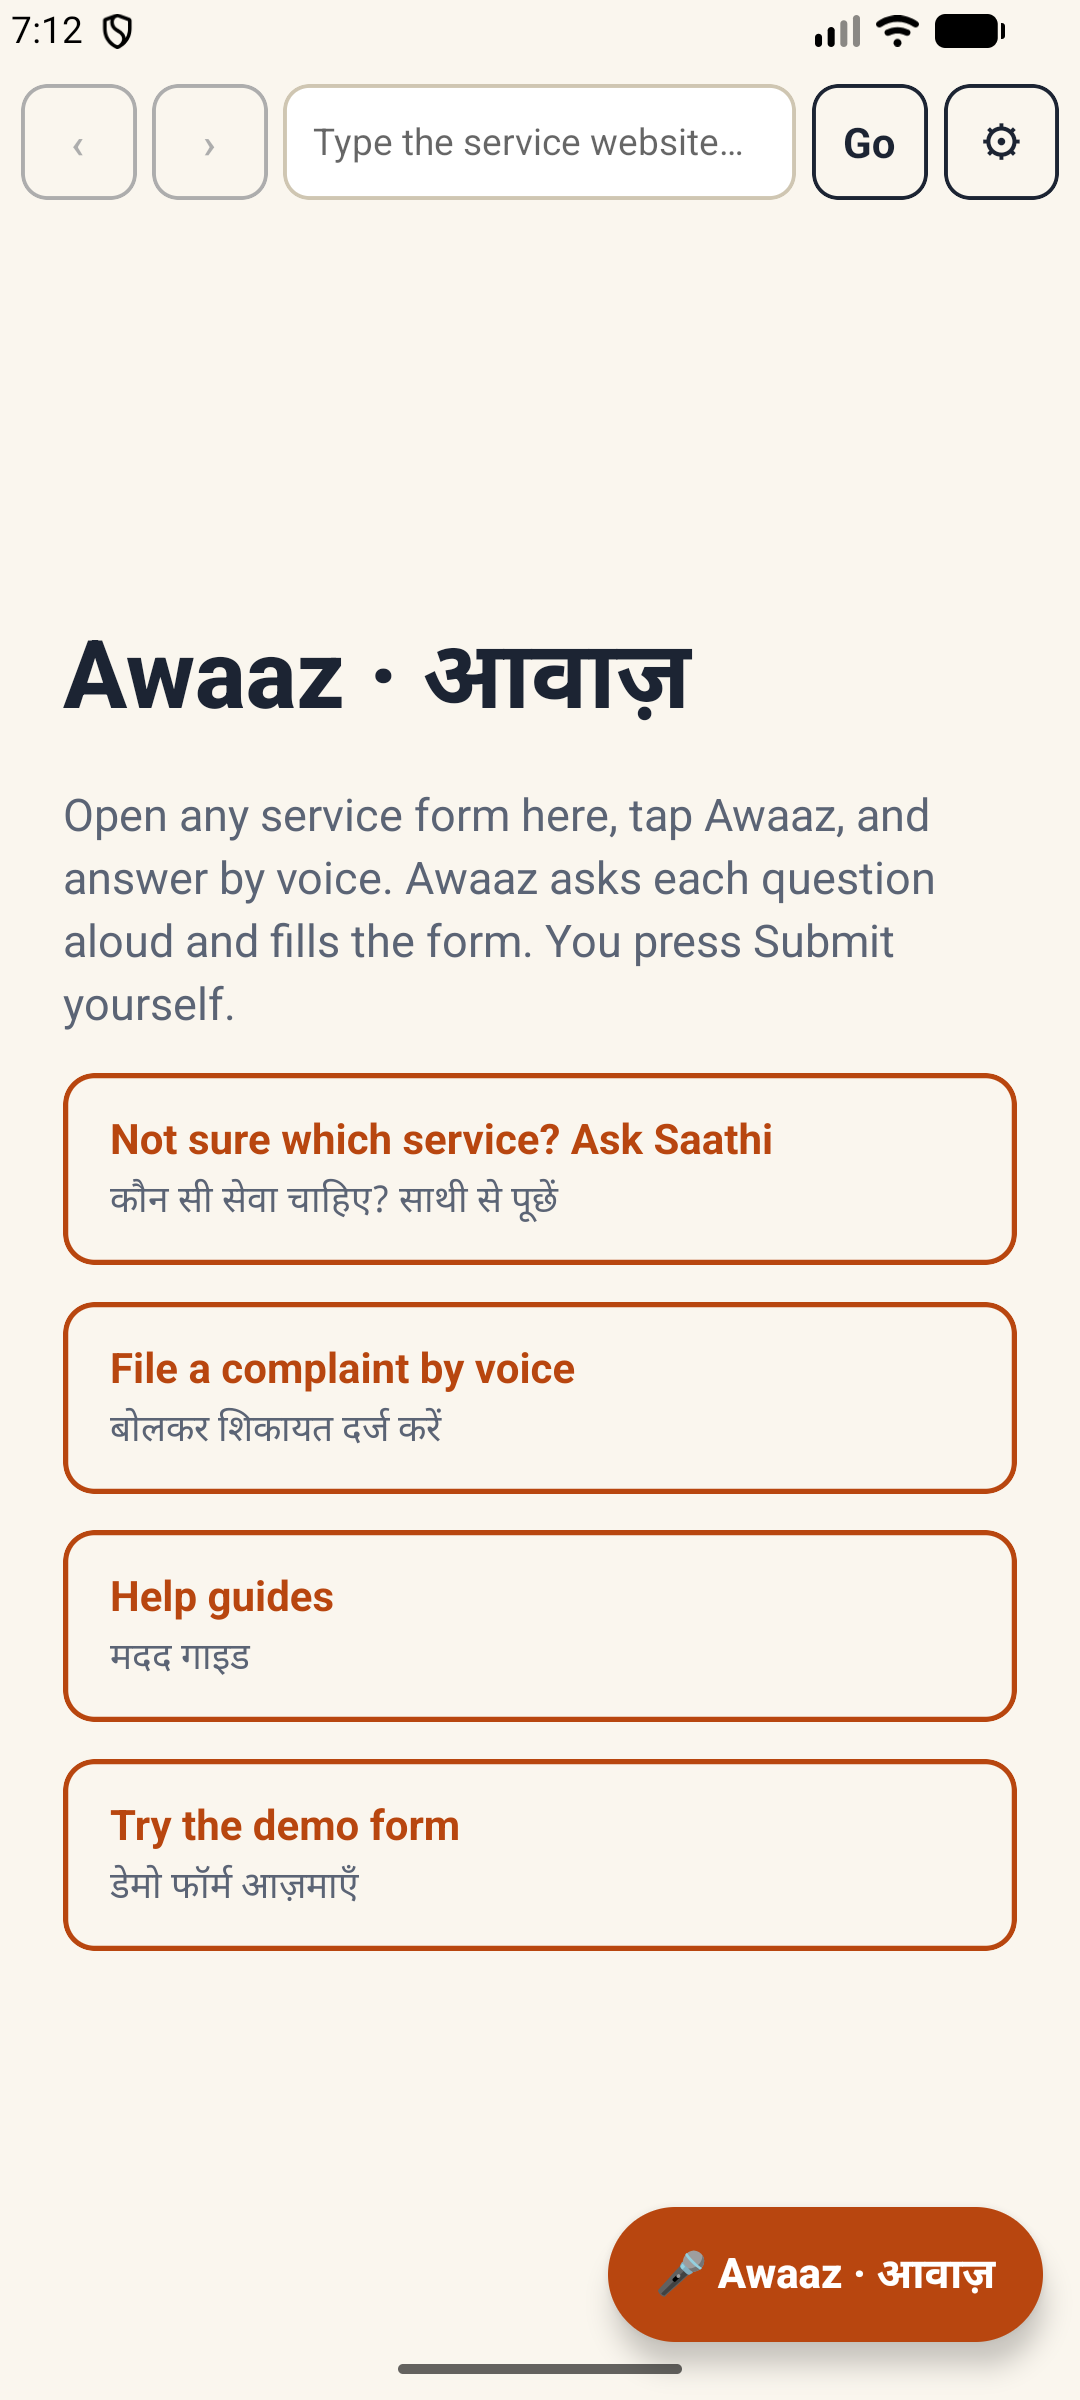 7:12
‹ › Type the service website... Go
Awaaz · आवाज़
Open any service form here, tap Awaaz, and
answer by voice. Awaaz asks each question
aloud and fills the form. You press Submit
yourself.
Not sure which service? Ask Saathi
कौन सी सेवा चाहिए? साथी से पूछें
File a complaint by voice
बोलकर शिकायत दर्ज करें
Help guides
मदद गाइड
Try the demo form
डेमो फॉर्म आज़माएँ
Awaaz · आवाज़